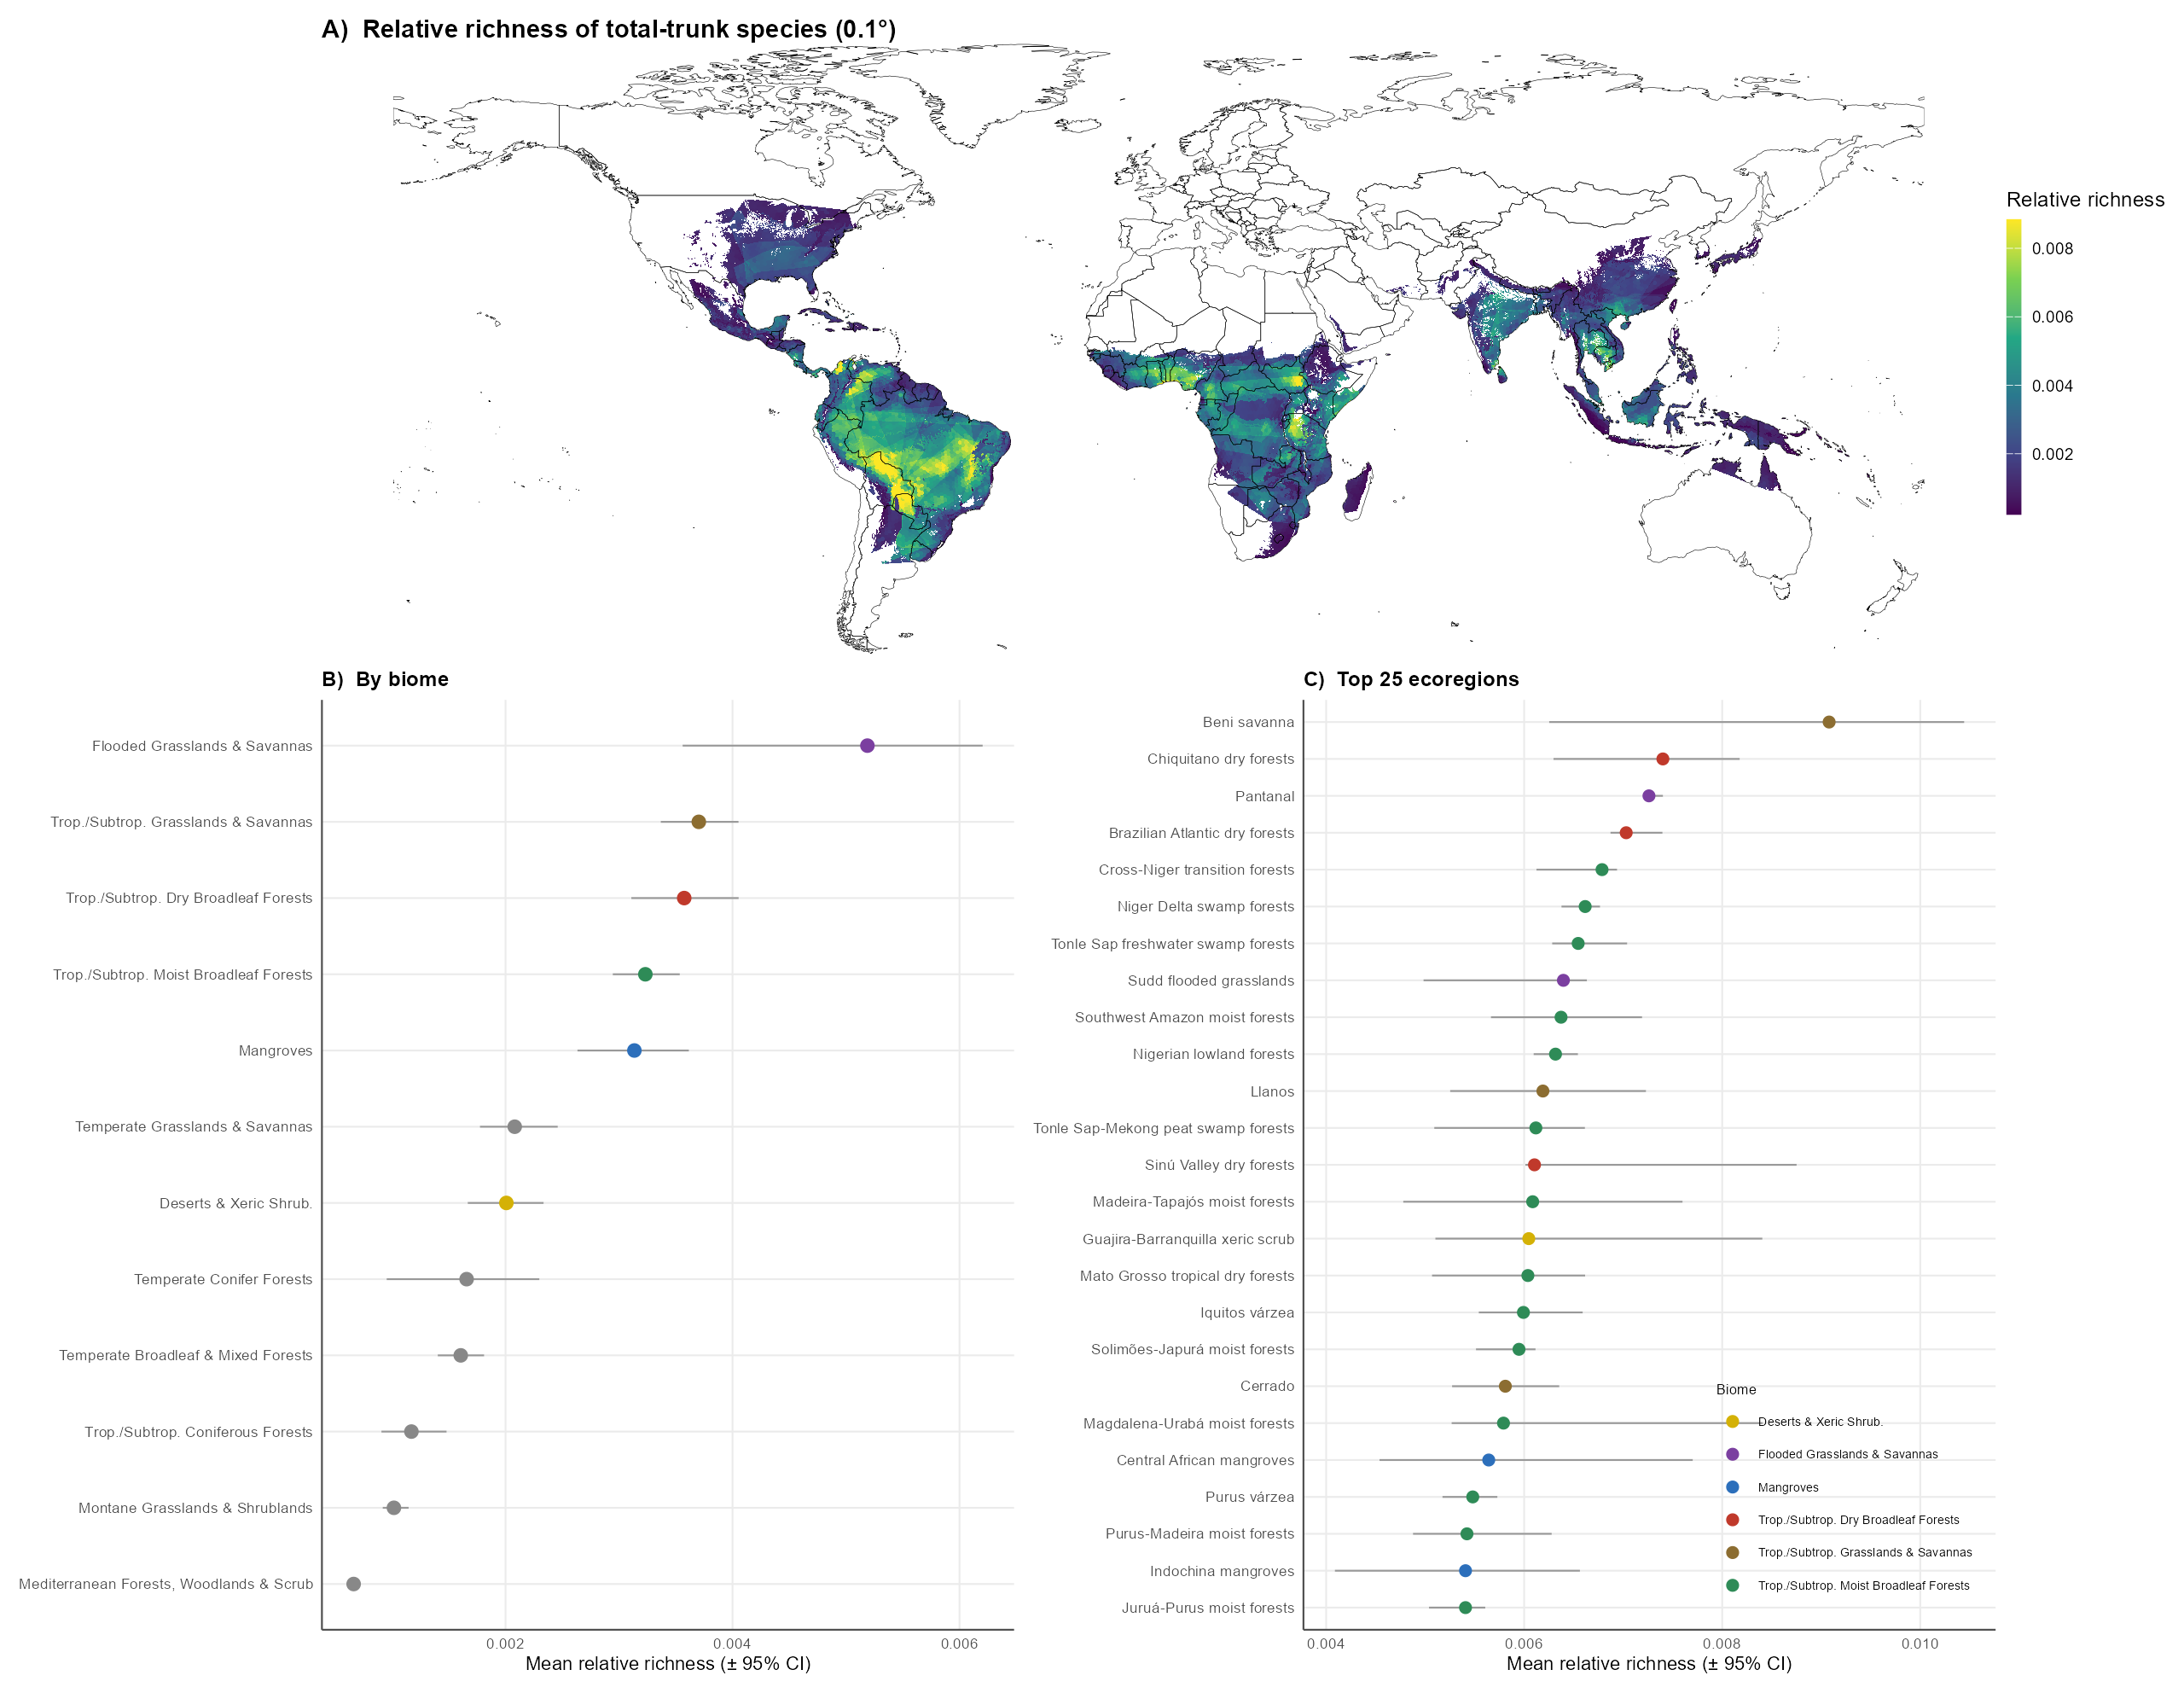 A)  Relative richness of total-trunk species (0.1°)
Relative richness
0.008
0.006
0.004
0.002
B)  By biome
Flooded Grasslands & Savannas
Trop./Subtrop. Grasslands & Savannas
Trop./Subtrop. Dry Broadleaf Forests
Trop./Subtrop. Moist Broadleaf Forests
Mangroves
Temperate Grasslands & Savannas
Deserts & Xeric Shrub.
Temperate Conifer Forests
Temperate Broadleaf & Mixed Forests
Trop./Subtrop. Coniferous Forests
Montane Grasslands & Shrublands
Mediterranean Forests, Woodlands & Scrub
0.002 0.004 0.006
Mean relative richness (± 95% CI)
C)  Top 25 ecoregions
Beni savanna
Chiquitano dry forests
Pantanal
Brazilian Atlantic dry forests
Cross-Niger transition forests
Niger Delta swamp forests
Tonle Sap freshwater swamp forests
Sudd flooded grasslands
Southwest Amazon moist forests
Nigerian lowland forests
Llanos
Tonle Sap-Mekong peat swamp forests
Sinú Valley dry forests
Madeira-Tapajós moist forests
Guajira-Barranquilla xeric scrub
Mato Grosso tropical dry forests
Iquitos várzea
Solimões-Japurá moist forests
Cerrado
Magdalena-Urabá moist forests
Central African mangroves
Purus várzea
Purus-Madeira moist forests
Indochina mangroves
Juruá-Purus moist forests
Biome
Deserts & Xeric Shrub.
Flooded Grasslands & Savannas
Mangroves
Trop./Subtrop. Dry Broadleaf Forests
Trop./Subtrop. Grasslands & Savannas
Trop./Subtrop. Moist Broadleaf Forests
0.004 0.006 0.008 0.010
Mean relative richness (± 95% CI)